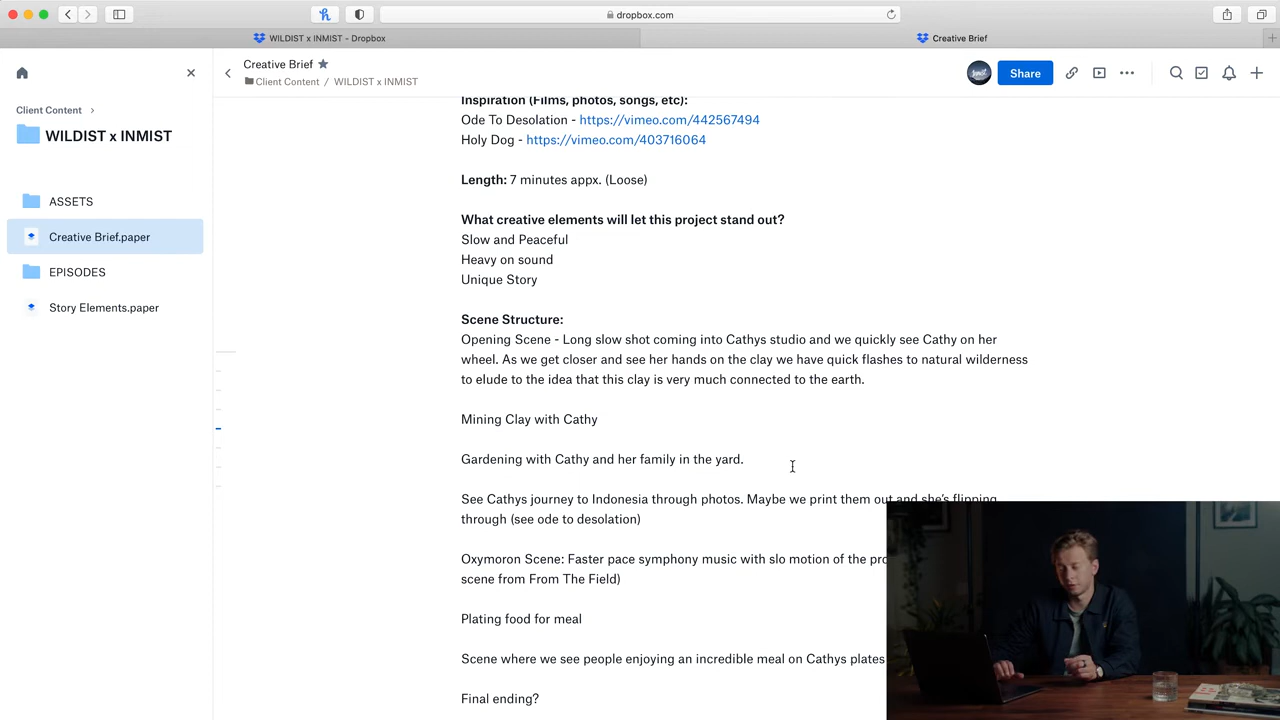 dropbox.com
WILDIST x INMIST - Dropbox
Creative Brief
Creative Brief
Client Content / WILDIST x INMIST
Share
Client Content
WILDIST x INMIST
ASSETS
Creative Brief.paper
EPISODES
Story Elements.paper
Inspiration (Films, photos, songs, etc):
Ode To Desolation - https://vimeo.com/442567494
Holy Dog - https://vimeo.com/403716064
Length: 7 minutes appx. (Loose)
What creative elements will let this project stand out?
Slow and Peaceful
Heavy on sound
Unique Story
Scene Structure:
Opening Scene - Long slow shot coming into Cathys studio and we quickly see Cathy on her
wheel. As we get closer and see her hands on the clay we have quick flashes to natural wilderness
to elude to the idea that this clay is very much connected to the earth.
Mining Clay with Cathy
Gardening with Cathy and her family in the yard.
See Cathys journey to Indonesia through photos. Maybe we print them out and she's flipping
through (see ode to desolation)
Oxymoron Scene: Faster pace symphony music with slo motion of the
scene from From The Field)
Plating food for meal
Scene where we see people enjoying an incredible meal on Cathys plates
Final ending?